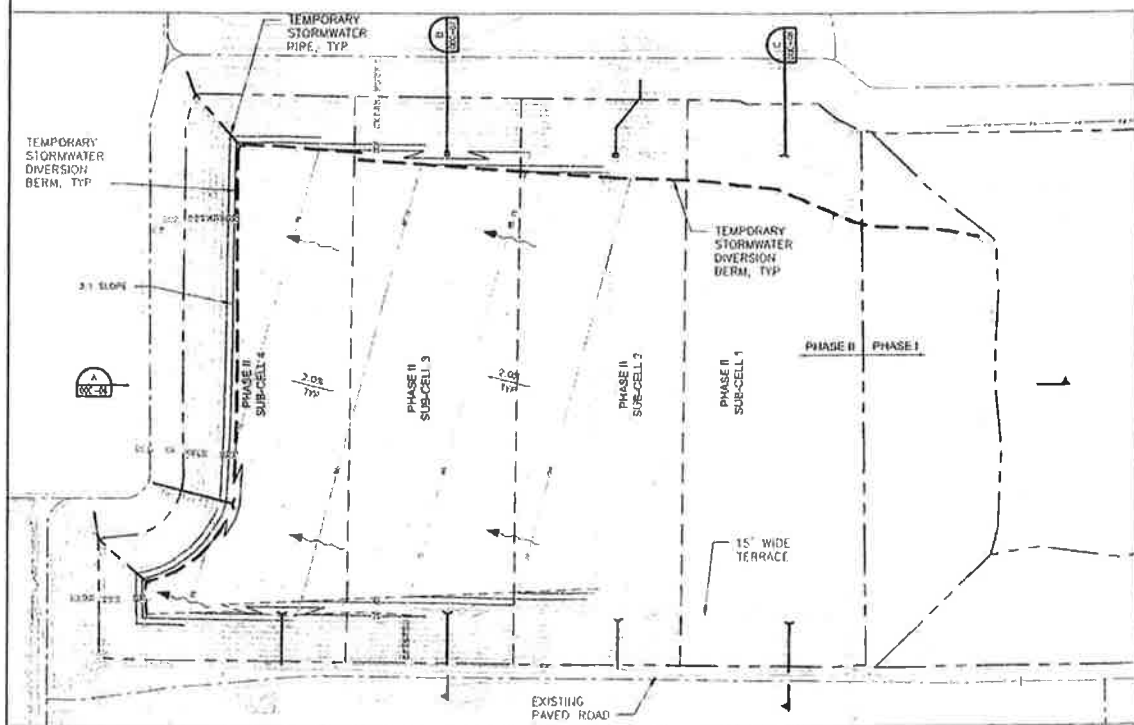 TEMPORARY
STORMWATER
PIPE, TYP
B
C
TEMPORARY
STORMWATER
DIVERSION
BERM, TYP
TEMPORARY
STORMWATER
DIVERSION
BERM, TYP
3:1 SLOPE
PHASE II
PHASE I
A
PHASE II
SUB-CELL 4
2.0%
TYP
PHASE II
SUB-CELL 3
2.0%
TYP
PHASE II
SUB-CELL 2
PHASE II
SUB-CELL 1
15' WIDE
TERRACE
EXISTING
PAVED ROAD